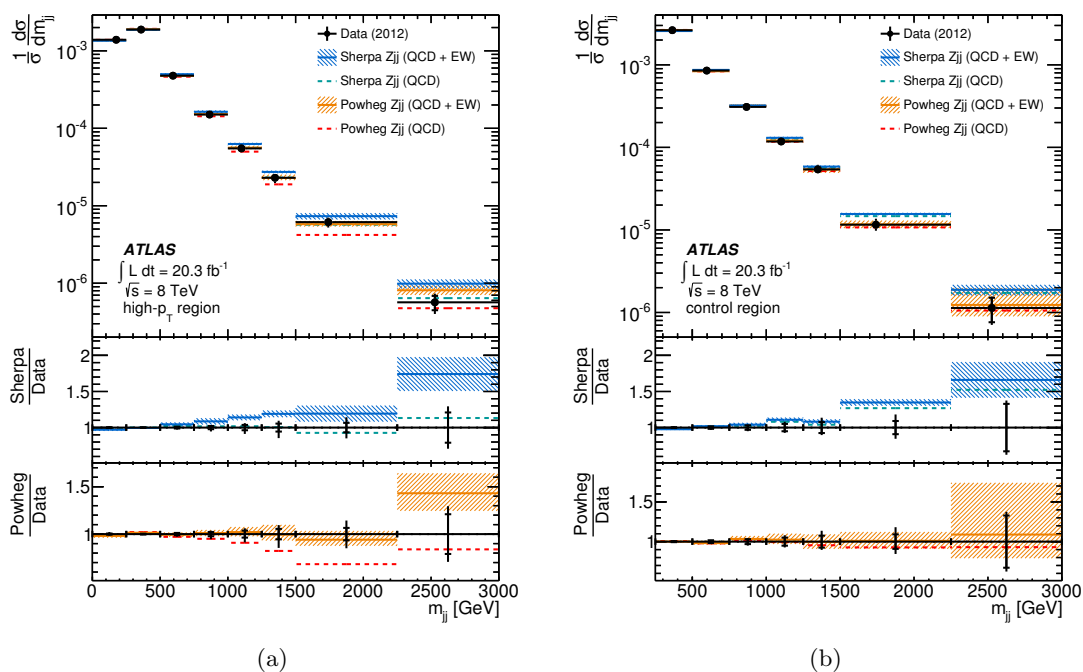 1/σ dσ/dm_jj
Data (2012)
Sherpa Zjj (QCD + EW)
Sherpa Zjj (QCD)
Powheg Zjj (QCD + EW)
Powheg Zjj (QCD)
10⁻³
10⁻⁴
10⁻⁵
10⁻⁶
ATLAS
∫ L dt = 20.3 fb⁻¹
√s = 8 TeV
high-p_T region
Sherpa/Data
2
1.5
1
Powheg/Data
1.5
1
0 500 1000 1500 2000 2500 3000
m_jj [GeV]
(a)
1/σ dσ/dm_jj
Data (2012)
Sherpa Zjj (QCD + EW)
Sherpa Zjj (QCD)
Powheg Zjj (QCD + EW)
Powheg Zjj (QCD)
10⁻³
10⁻⁴
10⁻⁵
10⁻⁶
ATLAS
∫ L dt = 20.3 fb⁻¹
√s = 8 TeV
control region
Sherpa/Data
2
1.5
1
Powheg/Data
1.5
1
500 1000 1500 2000 2500 3000
m_jj [GeV]
(b)